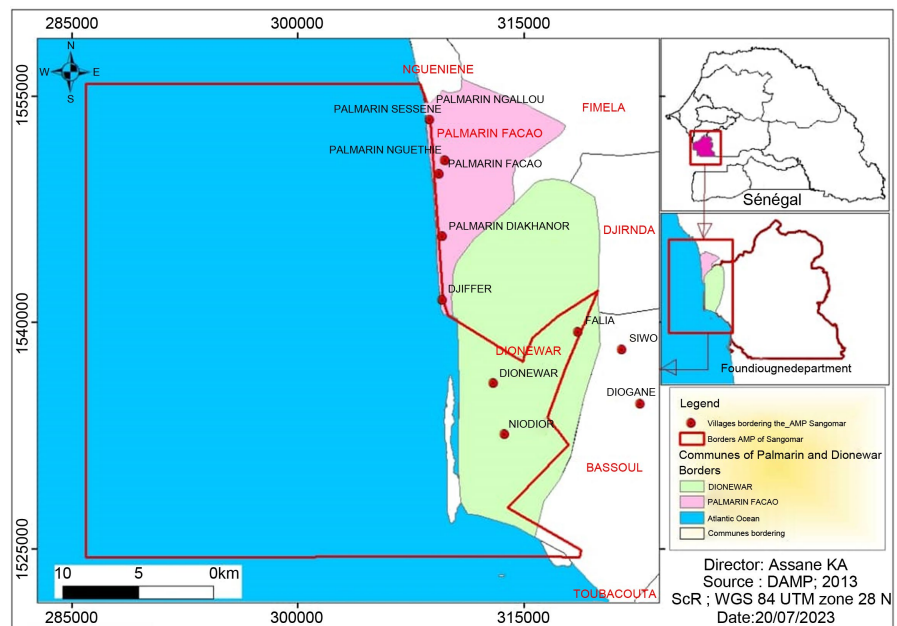 285000 300000 315000
N
W E
S
1555000
1540000
1525000
NGUENIENE
PALMARIN NGALLOU
PALMARIN SESSENE
FIMELA
PALMARIN FACAO
PALMARIN NGUETHIE
PALMARIN FACAO
PALMARIN DIAKHANOR
DJIRNDA
DJIFFER
FALIA
SIWO
DIONEWAR
DIONEWAR
DIOGANE
NIODIOR
BASSOUL
TOUBACOUTA
10 5 0km
285000 300000 315000
Sénégal
Foundiougnedepartment
Legend
Villages bordering the_AMP Sangomar
Borders AMP of Sangomar
Communes of Palmarin and Dionewar
Borders
DIONEWAR
PALMARIN FACAO
Atlantic Ocean
Communes bordering
Director: Assane KA
Source : DAMP; 2013
ScR ; WGS 84 UTM zone 28 N
Date:20/07/2023